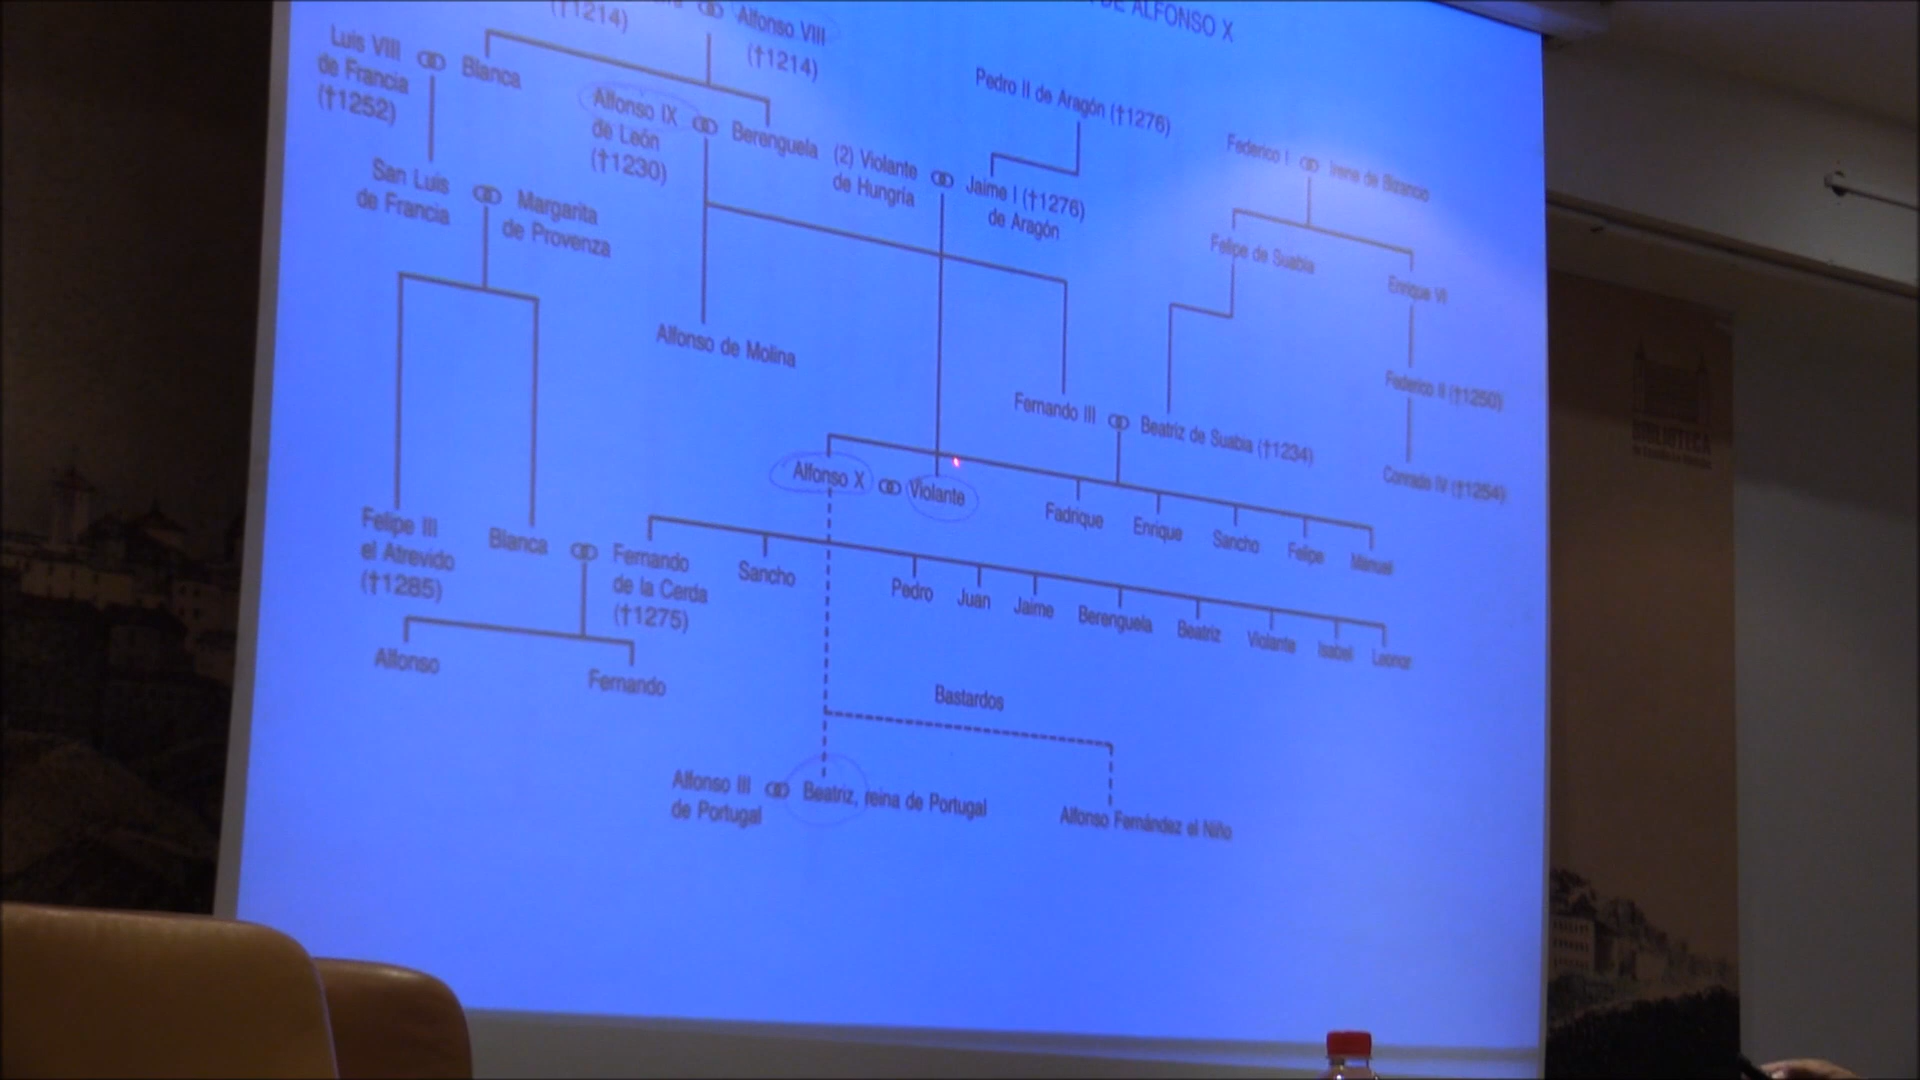 DE ALFONSO X
(†1214)
Alfonso VIII
(†1214)
Luis VIII
de Francia
(†1252)
Blanca
Pedro II de Aragón (†1276)
Alfonso IX
de León
(†1230)
Berenguela
(2) Violante
de Hungría
Jaime I (†1276)
de Aragón
Federico I
Irene de Bizancio
San Luis
de Francia
Margarita
de Provenza
Felipe de Suabia
Enrique VI
Alfonso de Molina
Federico II (†1250)
Fernando III
Beatriz de Suabia (†1234)
Conrado IV (†1254)
Alfonso X
Violante
Fadrique
Enrique
Sancho
Felipe
Manuel
Felipe III
el Atrevido
(†1285)
Blanca
Fernando
de la Cerda
(†1275)
Sancho
Pedro
Juan
Jaime
Berenguela
Beatriz
Violante
Isabel
Leonor
Alfonso
Fernando
Bastardos
Alfonso III
de Portugal
Beatriz, reina de Portugal
Alfonso Fernández el Niño
BIBLIOTECA